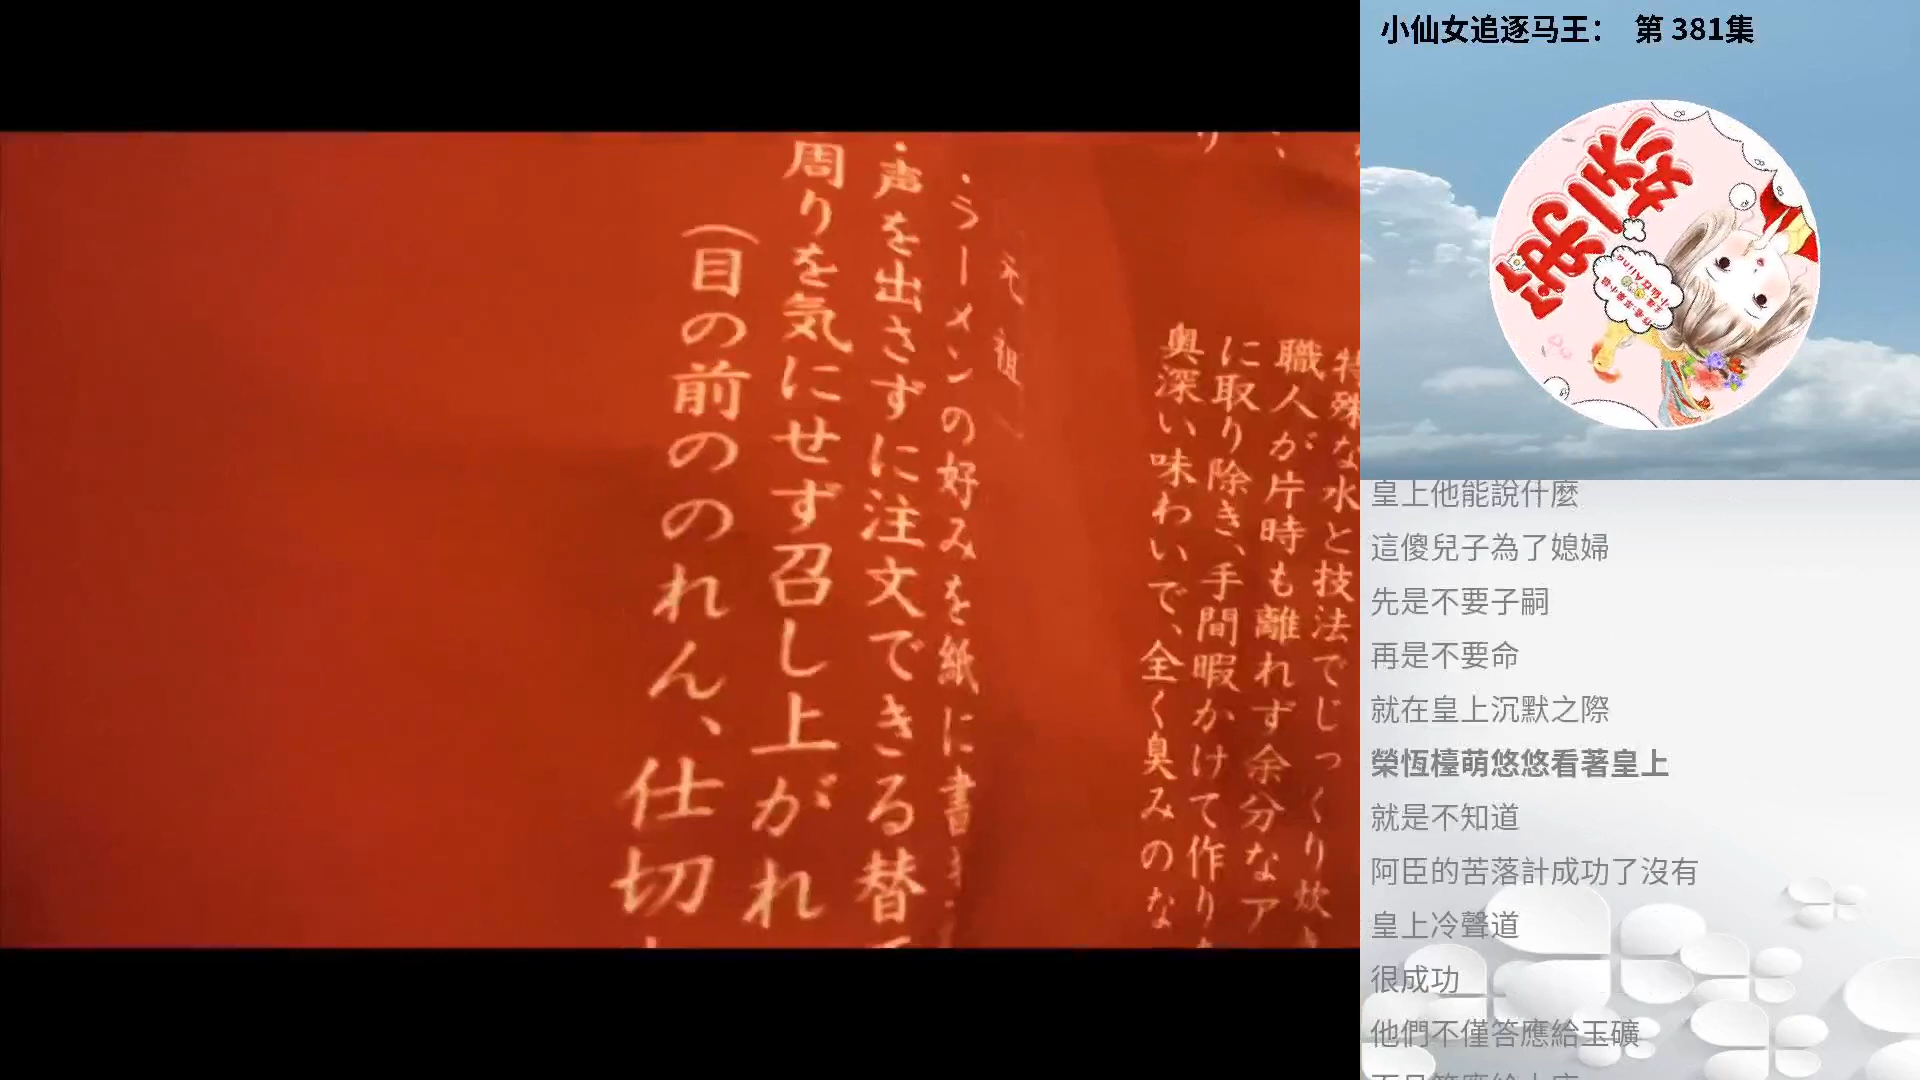 小仙女追逐马王： 第 381集
特殊な水と技法でじっくり炊
職人が片時も離れず余分なア
に取り除き、手間暇かけて作り
奥深い味わいで、全く臭みのな
元祖
・らーメンの好みを紙に書き
・声を出さずに注文できる替
周りを気にせず召し上がれ
（目の前ののれん、仕切
皇上他能說什麼
這傻兒子為了媳婦
先是不要子嗣
再是不要命
就在皇上沉默之際
榮恆檯萌悠悠看著皇上
就是不知道
阿臣的苦落計成功了沒有
皇上冷聲道
很成功
他們不僅答應給玉礦